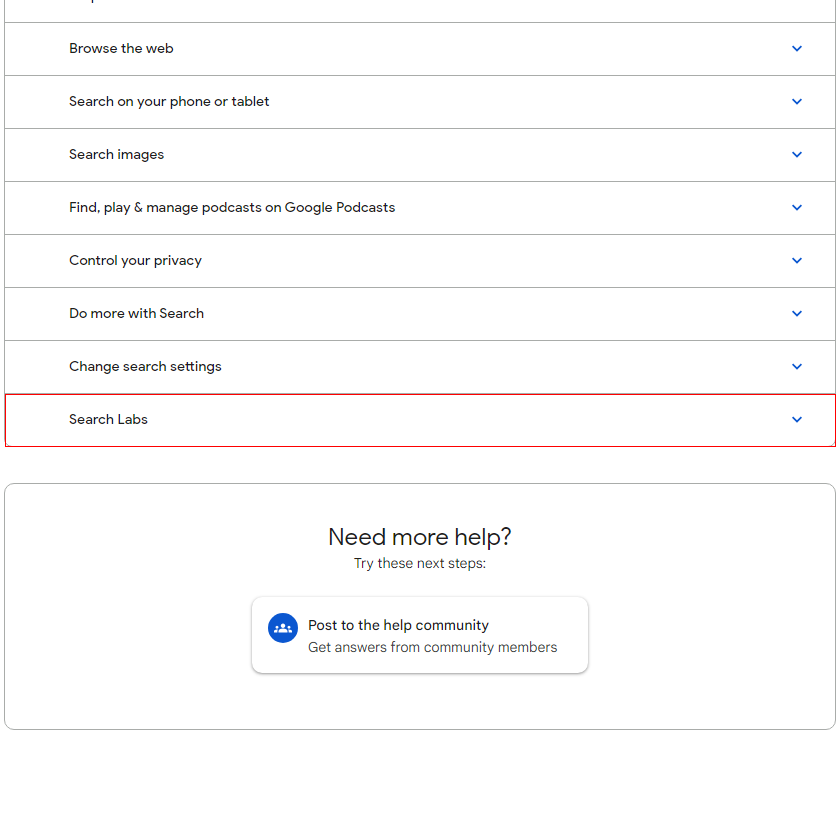 Browse the web
Search on your phone or tablet
Search images
Find, play & manage podcasts on Google Podcasts
Control your privacy
Do more with Search
Change search settings
Search Labs
Need more help?
Try these next steps:
Post to the help community
Get answers from community members